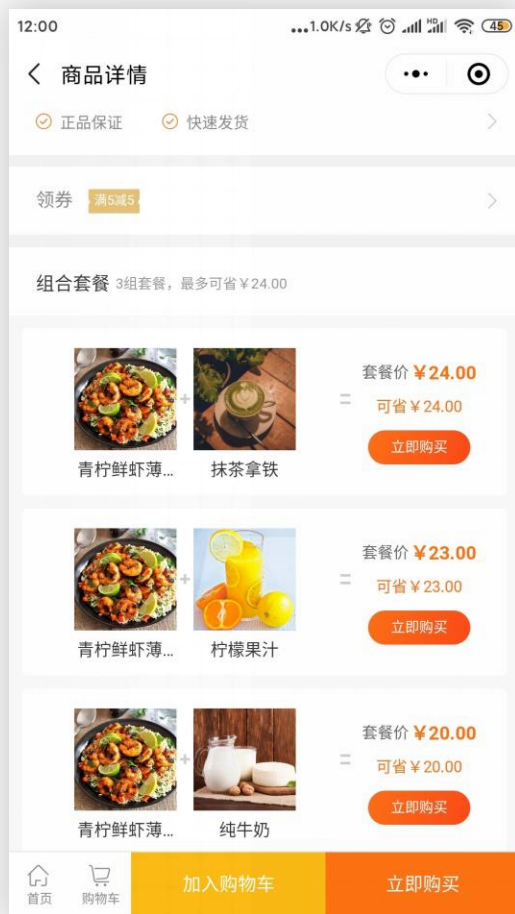 12:00
...1.0K/s HD 45
商品详情
正品保证 快速发货
领券 满5减5
组合套餐 3组套餐，最多可省￥24.00
套餐价￥24.00
可省￥24.00
立即购买
青柠鲜虾薄... 抹茶拿铁
套餐价￥23.00
可省￥23.00
立即购买
青柠鲜虾薄... 柠檬果汁
套餐价￥20.00
可省￥20.00
立即购买
青柠鲜虾薄... 纯牛奶
首页 购物车 加入购物车 立即购买